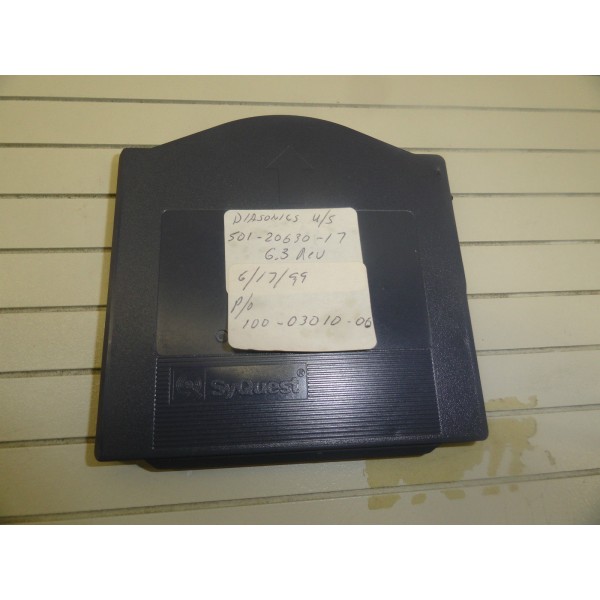 DIASONICS U/S
501-20630-17
6.3 Rev
6/17/99
P/O
100-03010-06
SyQuest®